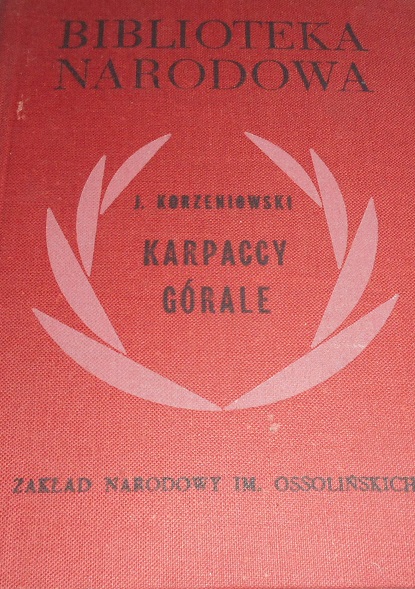 BIBLIOTEKA
NARODOWA
J. KORZENIOWSKI
KARPACCY
GÓRALE
ZAKŁAD NARODOWY IM. OSSOLIŃSKICH